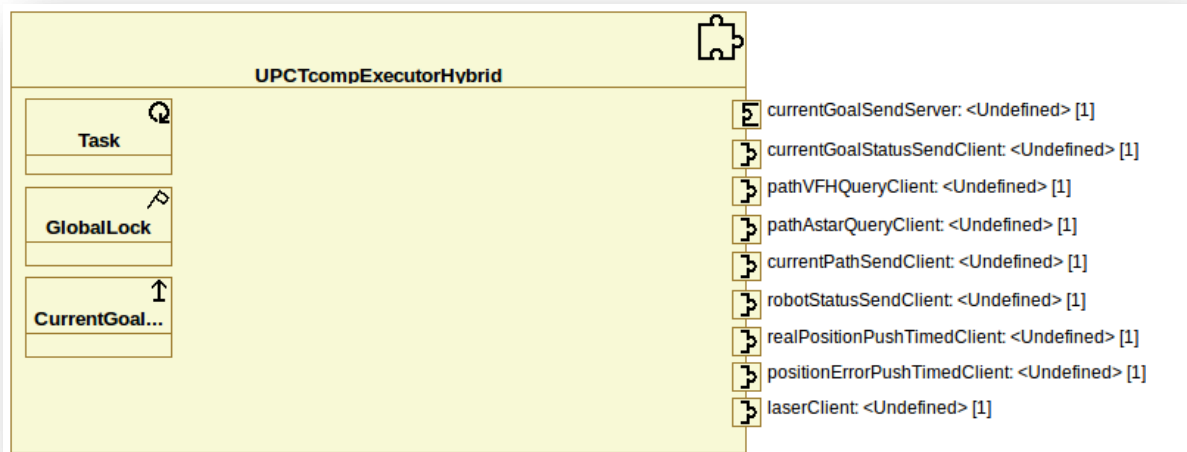 UPCTcompExecutorHybrid
Task
GlobalLock
CurrentGoal...
currentGoalSendServer: <Undefined> [1]
currentGoalStatusSendClient: <Undefined> [1]
pathVFHQueryClient: <Undefined> [1]
pathAstarQueryClient: <Undefined> [1]
currentPathSendClient: <Undefined> [1]
robotStatusSendClient: <Undefined> [1]
realPositionPushTimedClient: <Undefined> [1]
positionErrorPushTimedClient: <Undefined> [1]
laserClient: <Undefined> [1]